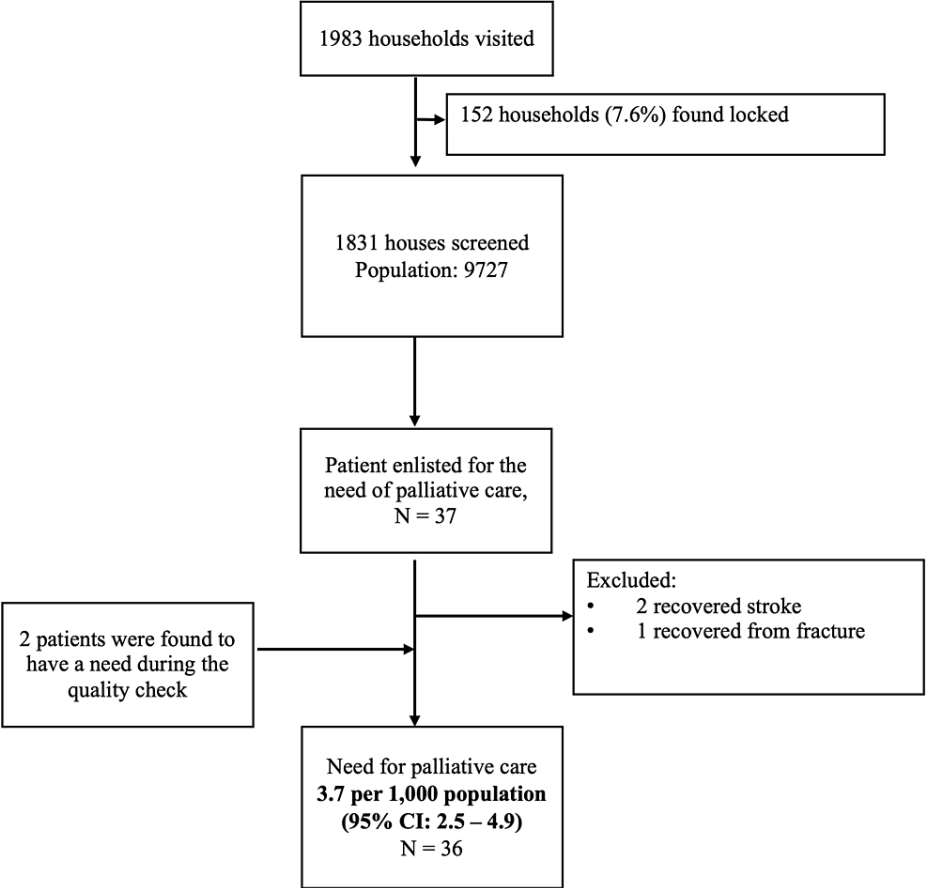 1983 households visited
152 households (7.6%) found locked
1831 houses screened
Population: 9727
Patient enlisted for the
need of palliative care,
N = 37
Excluded:
• 2 recovered stroke
• 1 recovered from fracture
2 patients were found to
have a need during the
quality check
Need for palliative care
3.7 per 1,000 population
(95% CI: 2.5 – 4.9)
N = 36